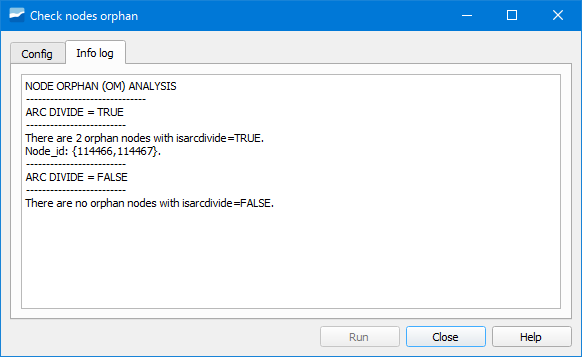 Check nodes orphan
Config
Info log
NODE ORPHAN (OM) ANALYSIS
------------------------------
ARC DIVIDE = TRUE
-------------------------
There are 2 orphan nodes with isarcdivide=TRUE.
Node_id: {114466,114467}.
-------------------------
ARC DIVIDE = FALSE
-------------------------
There are no orphan nodes with isarcdivide=FALSE.
Run
Close
Help